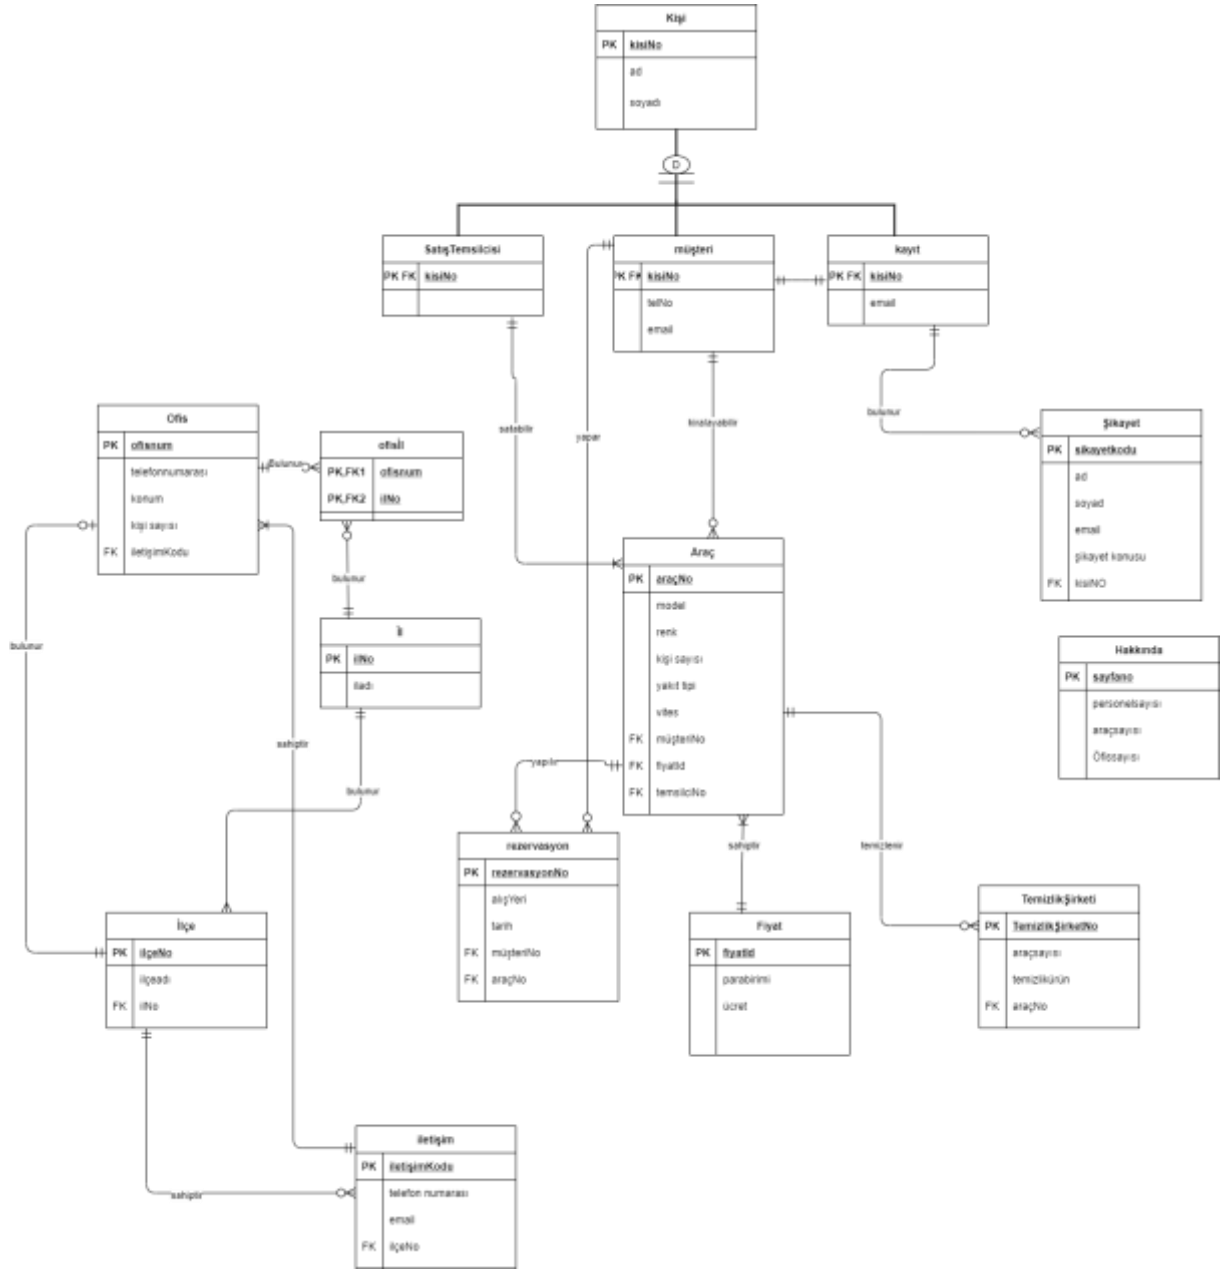 Kişi
PK kisiNo
ad
soyadı
D
SatışTemsilcisi
PK FK kisiNo
müşteri
PK FK kisiNo
telNo
email
kayıt
PK FK kisiNo
email
satabilir
yapar
kiralayabilir
bulunur
Ofis
PK ofisnum
telefonnumarası
konum
kişi sayısı
FK iletişimKodu
Bulunur
ofisİl
PK,FK1 ofisnum
PK,FK2 ilNo
Şikayet
PK sikayetkodu
ad
soyad
email
şikayet konusu
FK kisiNO
bulunur
bulunur
İl
PK ilNo
iladı
sahiptir
bulunur
Araç
PK araçNo
model
renk
kişi sayısı
yakıt tipi
vites
FK müşteriNo
FK fiyatId
FK temsilciNo
Hakkında
PK sayfano
personelsayısı
araçsayısı
Ofissayısı
yapılır
sahiptir
temizlenir
rezervasyon
PK rezervasyonNo
alışYeri
tarih
FK müşteriNo
FK araçNo
İlçe
PK ilçeNo
ilçeadı
FK ilNo
Fiyat
PK fiyatId
parabirimi
ücret
TemizlikŞirketi
PK TemizlikŞirketNo
araçsayısı
temizlikürün
FK araçNo
sahiptir
iletişim
PK iletişimKodu
telefon numarası
email
FK ilçeNo